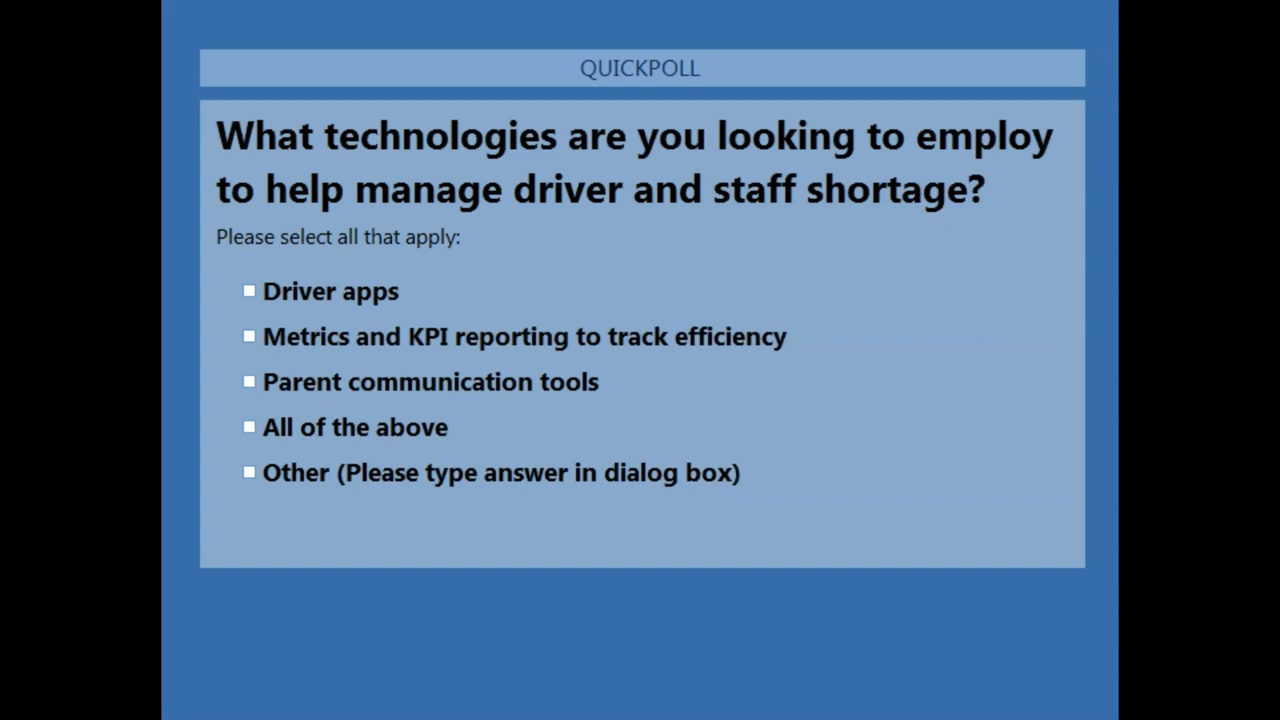 QUICKPOLL
What technologies are you looking to employ
to help manage driver and staff shortage?
Please select all that apply:
Driver apps
Metrics and KPI reporting to track efficiency
Parent communication tools
All of the above
Other (Please type answer in dialog box)